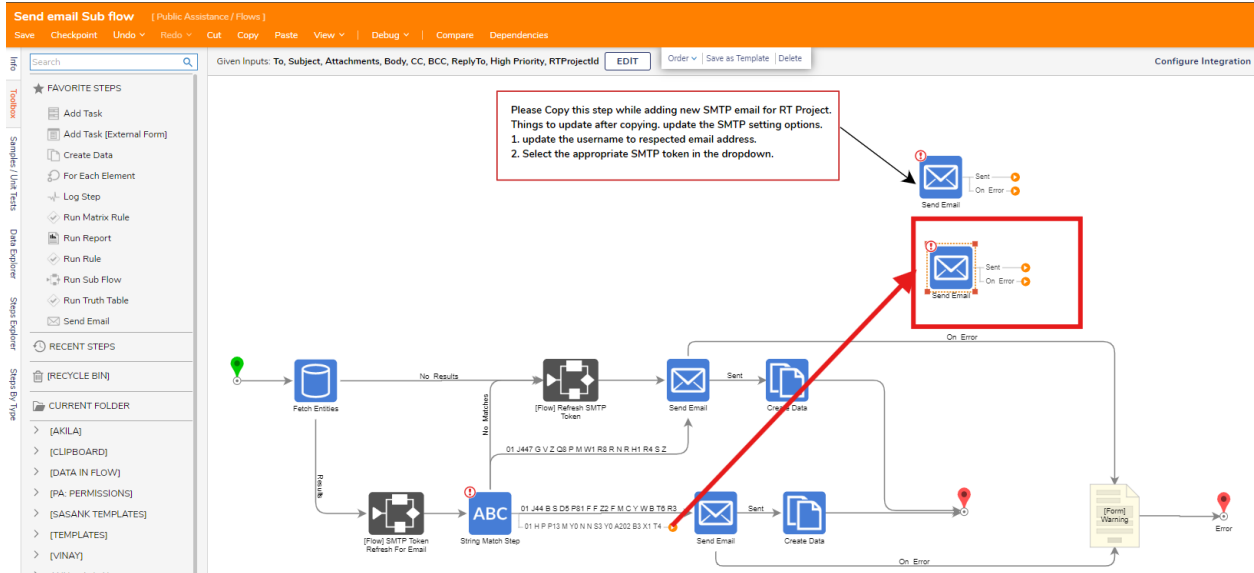 Send email Sub flow [ Public Assistance / Flows ]
Save Checkpoint Undo Redo Cut Copy Paste View Debug Compare Dependencies
Info
Toolbox
Samples / Unit Tests
Data Explorer
Steps Explorer
Steps By Type
Search
FAVORITE STEPS
Add Task
Add Task [External Form]
Create Data
For Each Element
Log Step
Run Matrix Rule
Run Report
Run Rule
Run Sub Flow
Run Truth Table
Send Email
RECENT STEPS
[RECYCLE BIN]
CURRENT FOLDER
[AKILA]
[CLIPBOARD]
[DATA IN FLOW]
[PA: PERMISSIONS]
[SASANK TEMPLATES]
[TEMPLATES]
[VINAY]
Given Inputs: To, Subject, Attachments, Body, CC, BCC, ReplyTo, High Priority, RTProjectId EDIT
Order Save as Template Delete
Configure Integration
Please Copy this step while adding new SMTP email for RT Project.
Things to update after copying. update the SMTP setting options.
1. update the username to respected email address.
2. Select the appropriate SMTP token in the dropdown.
Sent
On Error
Send Email
Sent
On Error
Send Email
On Error
Fetch Entities
No Results
[Flow] Refresh SMTP
Token
Send Email
Sent
Create Data
No Matches
01 J447 G V Z Q8 P M W1 R8 R N R H1 R4 S Z
Results
[Flow] SMTP Token
Refresh For Email
ABC
String Match Step
01 J44 B S D5 P81 F F Z2 F M C Y W B T6 R3
01 H P P13 M Y0 N N S3 Y0 A202 B3 X1 T4
Send Email
Sent
Create Data
On Error
[Form]
Warning
Error